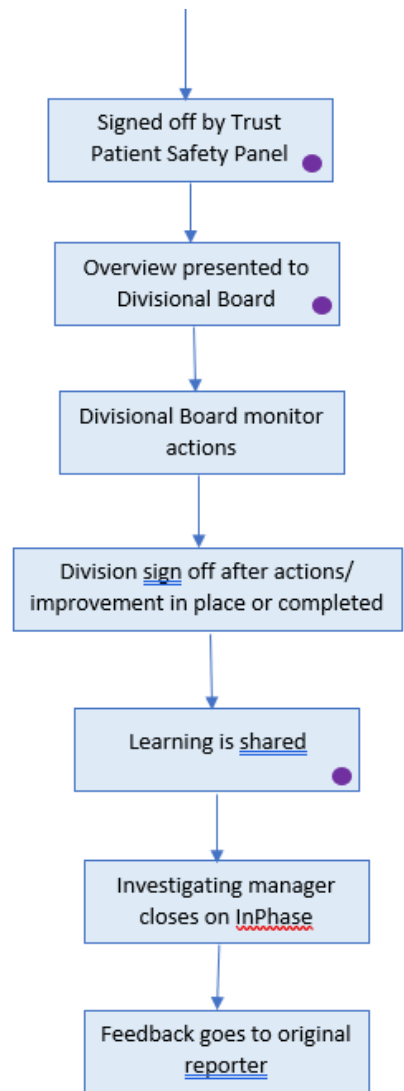 Signed off by Trust
Patient Safety Panel
Overview presented to
Divisional Board
Divisional Board monitor
actions
Division sign off after actions/
improvement in place or completed
Learning is shared
Investigating manager
closes on InPhase
Feedback goes to original
reporter